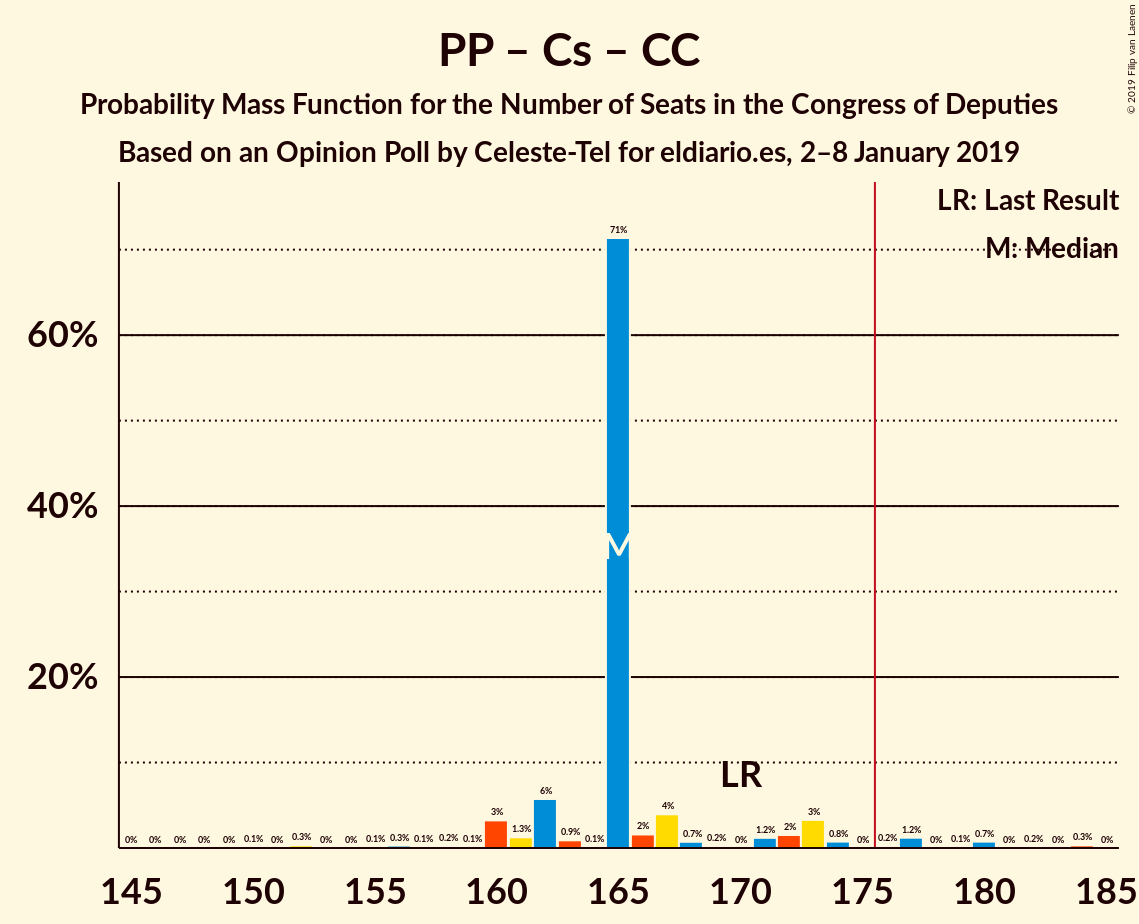 PP – Cs – CC
Probability Mass Function for the Number of Seats in the Congress of Deputies
Based on an Opinion Poll by Celeste-Tel for eldiario.es, 2–8 January 2019
© 2019 Filip van Laenen
LR: Last Result
M: Median
60%
40%
20%
0% 0% 0% 0% 0% 0.1% 0% 0.3% 0% 0% 0.1% 0.3% 0.1% 0.2% 0.1% 3% 1.3% 6% 0.9% 0.1% 71% 2% 4% 0.7% 0.2% 0% 1.2% 2% 3% 0.8% 0% 0.2% 1.2% 0% 0.1% 0.7% 0% 0.2% 0% 0.3% 0%
M
LR
145 150 155 160 165 170 175 180 185